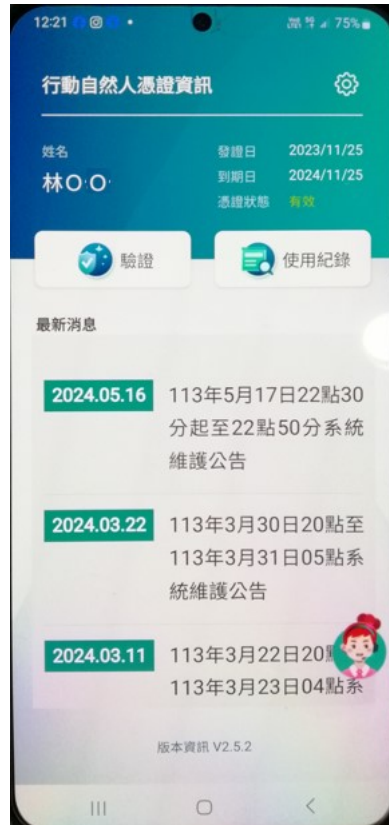 12:21
75%
行動自然人憑證資訊
姓名
林O·O·
發證日 2023/11/25
到期日 2024/11/25
憑證狀態 有效
驗證
使用紀錄
最新消息
2024.05.16
113年5月17日22點30
分起至22點50分系統
維護公告
2024.03.22
113年3月30日20點至
113年3月31日05點系
統維護公告
2024.03.11
113年3月22日20點
113年3月23日04點系
版本資訊 V2.5.2